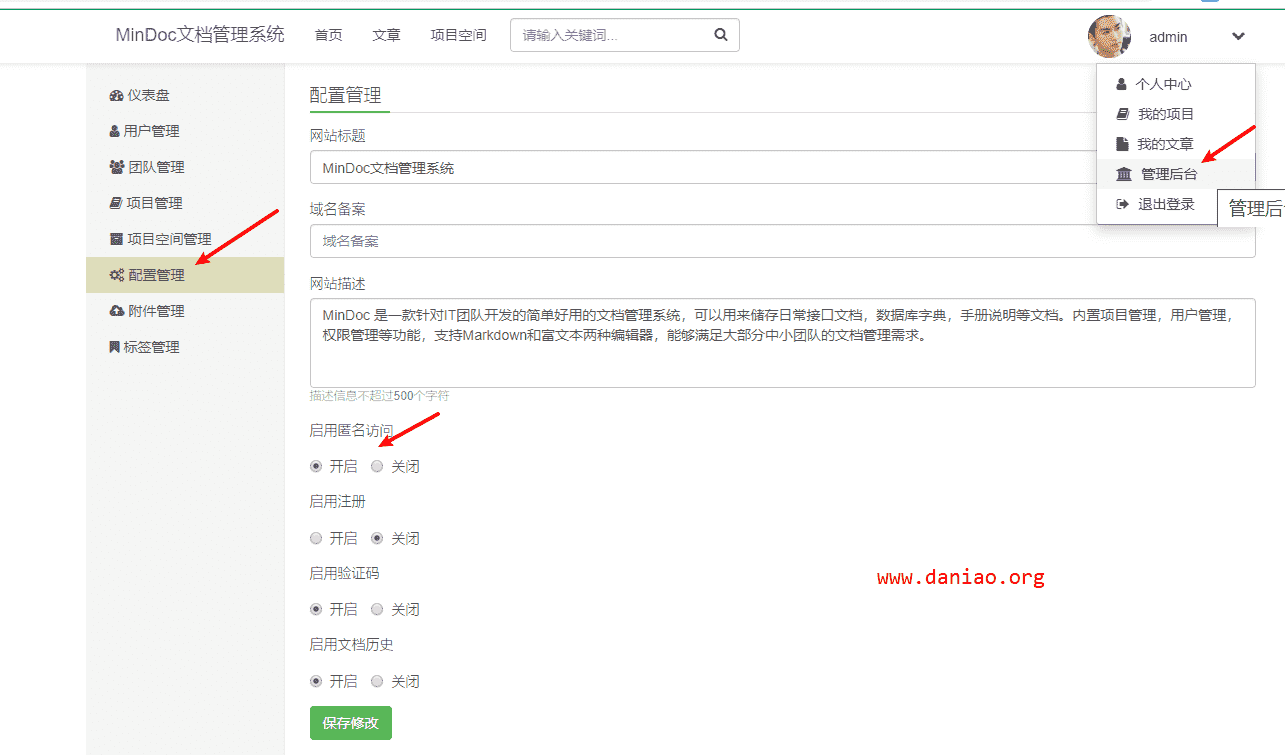 MinDoc文档管理系统 首页 文章 项目空间 请输入关键词... admin
个人中心
我的项目
我的文章
管理后台
退出登录
管理后
仪表盘
用户管理
团队管理
项目管理
项目空间管理
配置管理
附件管理
标签管理
配置管理
网站标题
MinDoc文档管理系统
域名备案
域名备案
网站描述
MinDoc 是一款针对IT团队开发的简单好用的文档管理系统，可以用来储存日常接口文档，数据库字典，手册说明等文档。内置项目管理，用户管理，
权限管理等功能，支持Markdown和富文本两种编辑器，能够满足大部分中小团队的文档管理需求。
描述信息不超过500个字符
启用匿名访问
开启 关闭
启用注册
开启 关闭
启用验证码
开启 关闭
启用文档历史
开启 关闭
保存修改
www.daniao.org